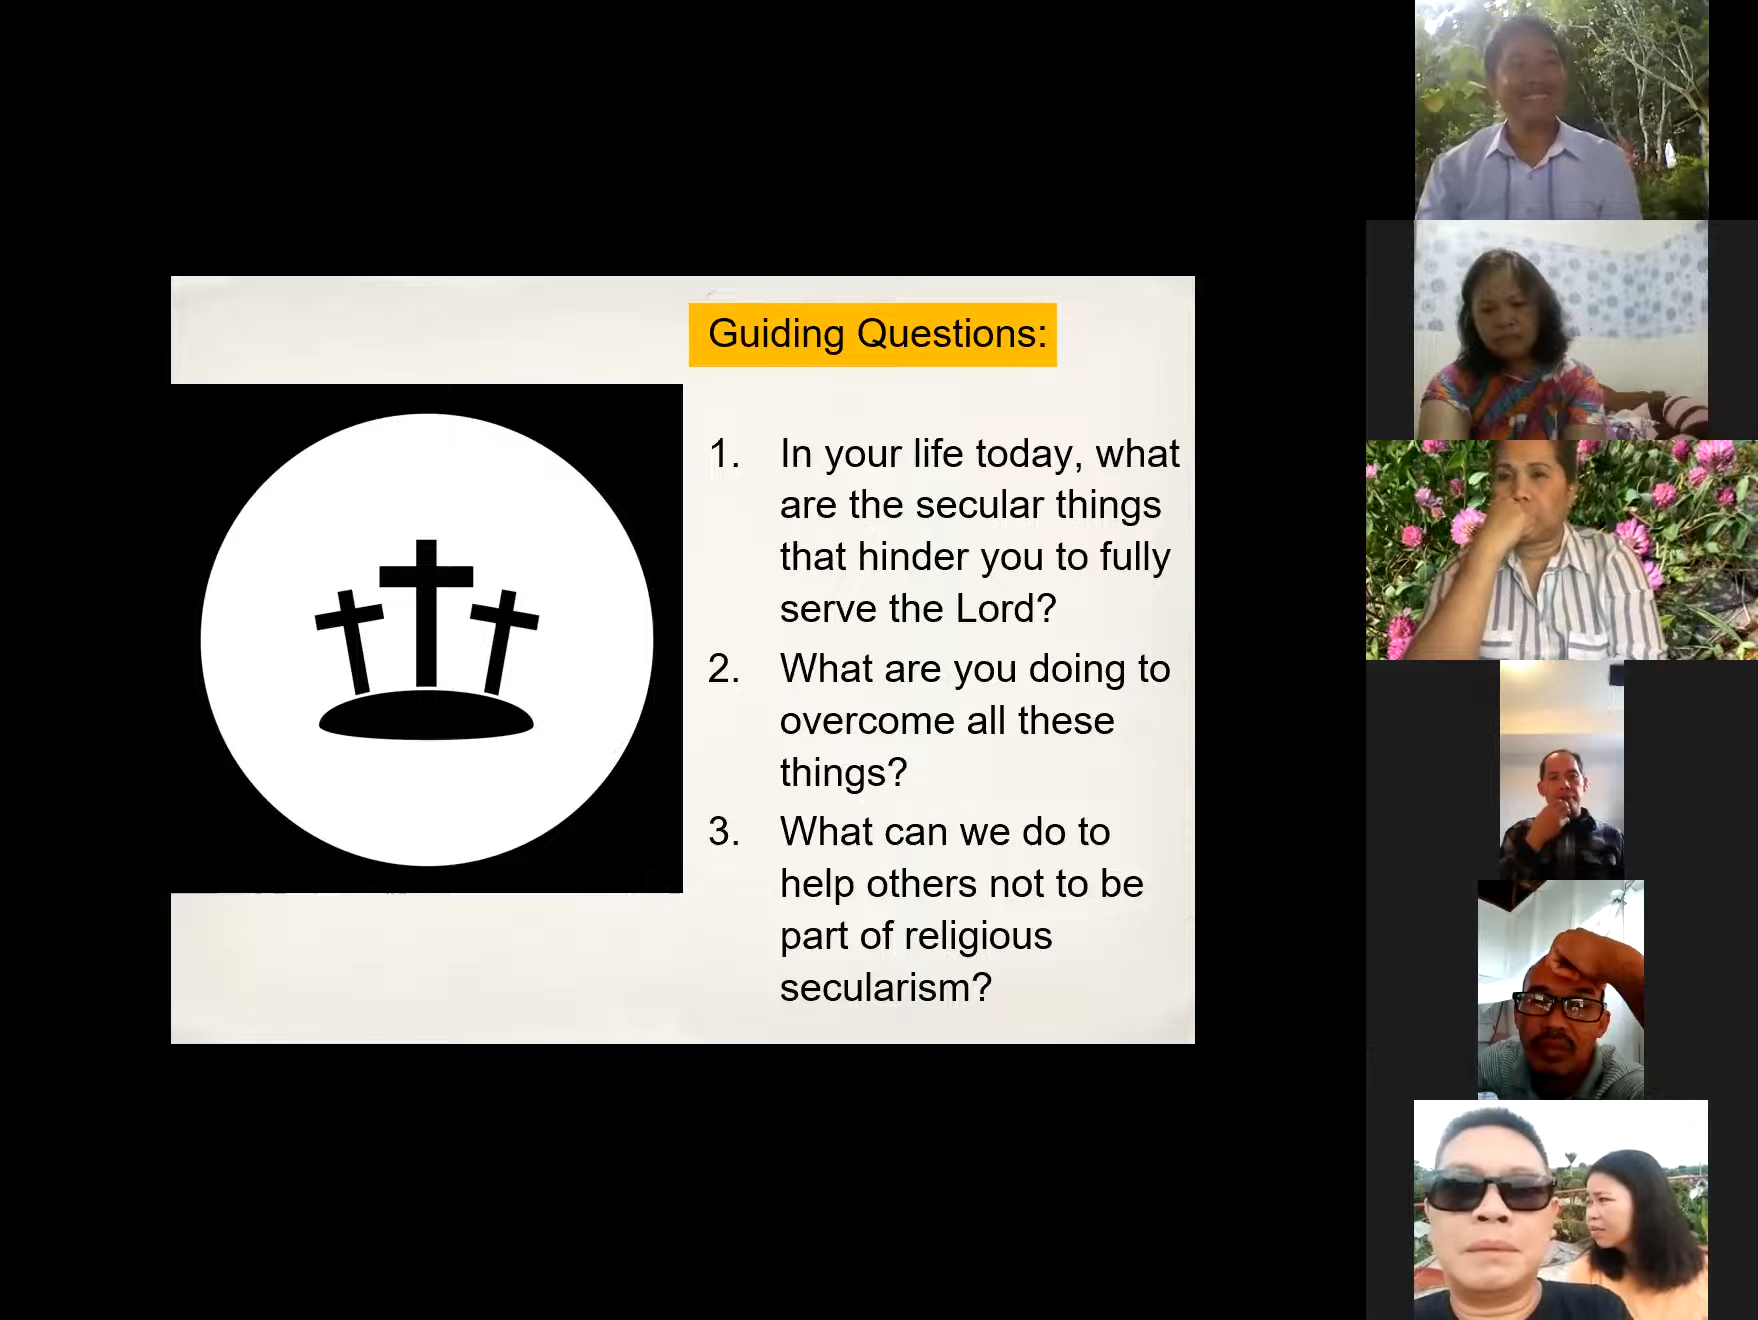 Guiding Questions:
1. In your life today, what
are the secular things
that hinder you to fully
serve the Lord?
2. What are you doing to
overcome all these
things?
3. What can we do to
help others not to be
part of religious
secularism?